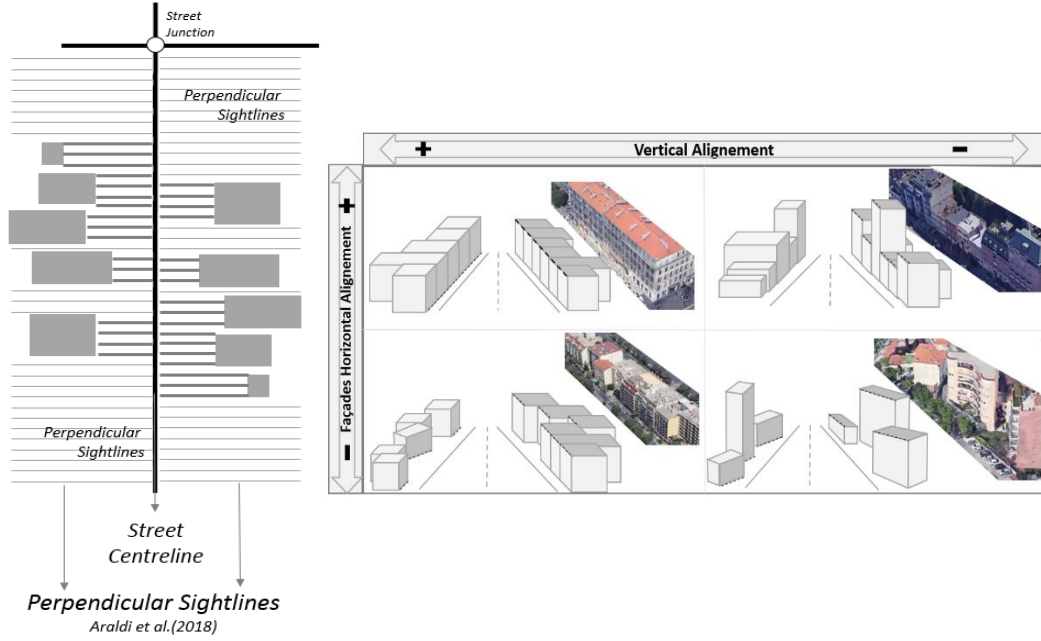 Street
Junction
Perpendicular
Sightlines
Perpendicular
Sightlines
Street
Centreline
Perpendicular Sightlines
Araldi et al.(2018)
+ Vertical Alignement -
+
Façades Horizontal Alignement
-